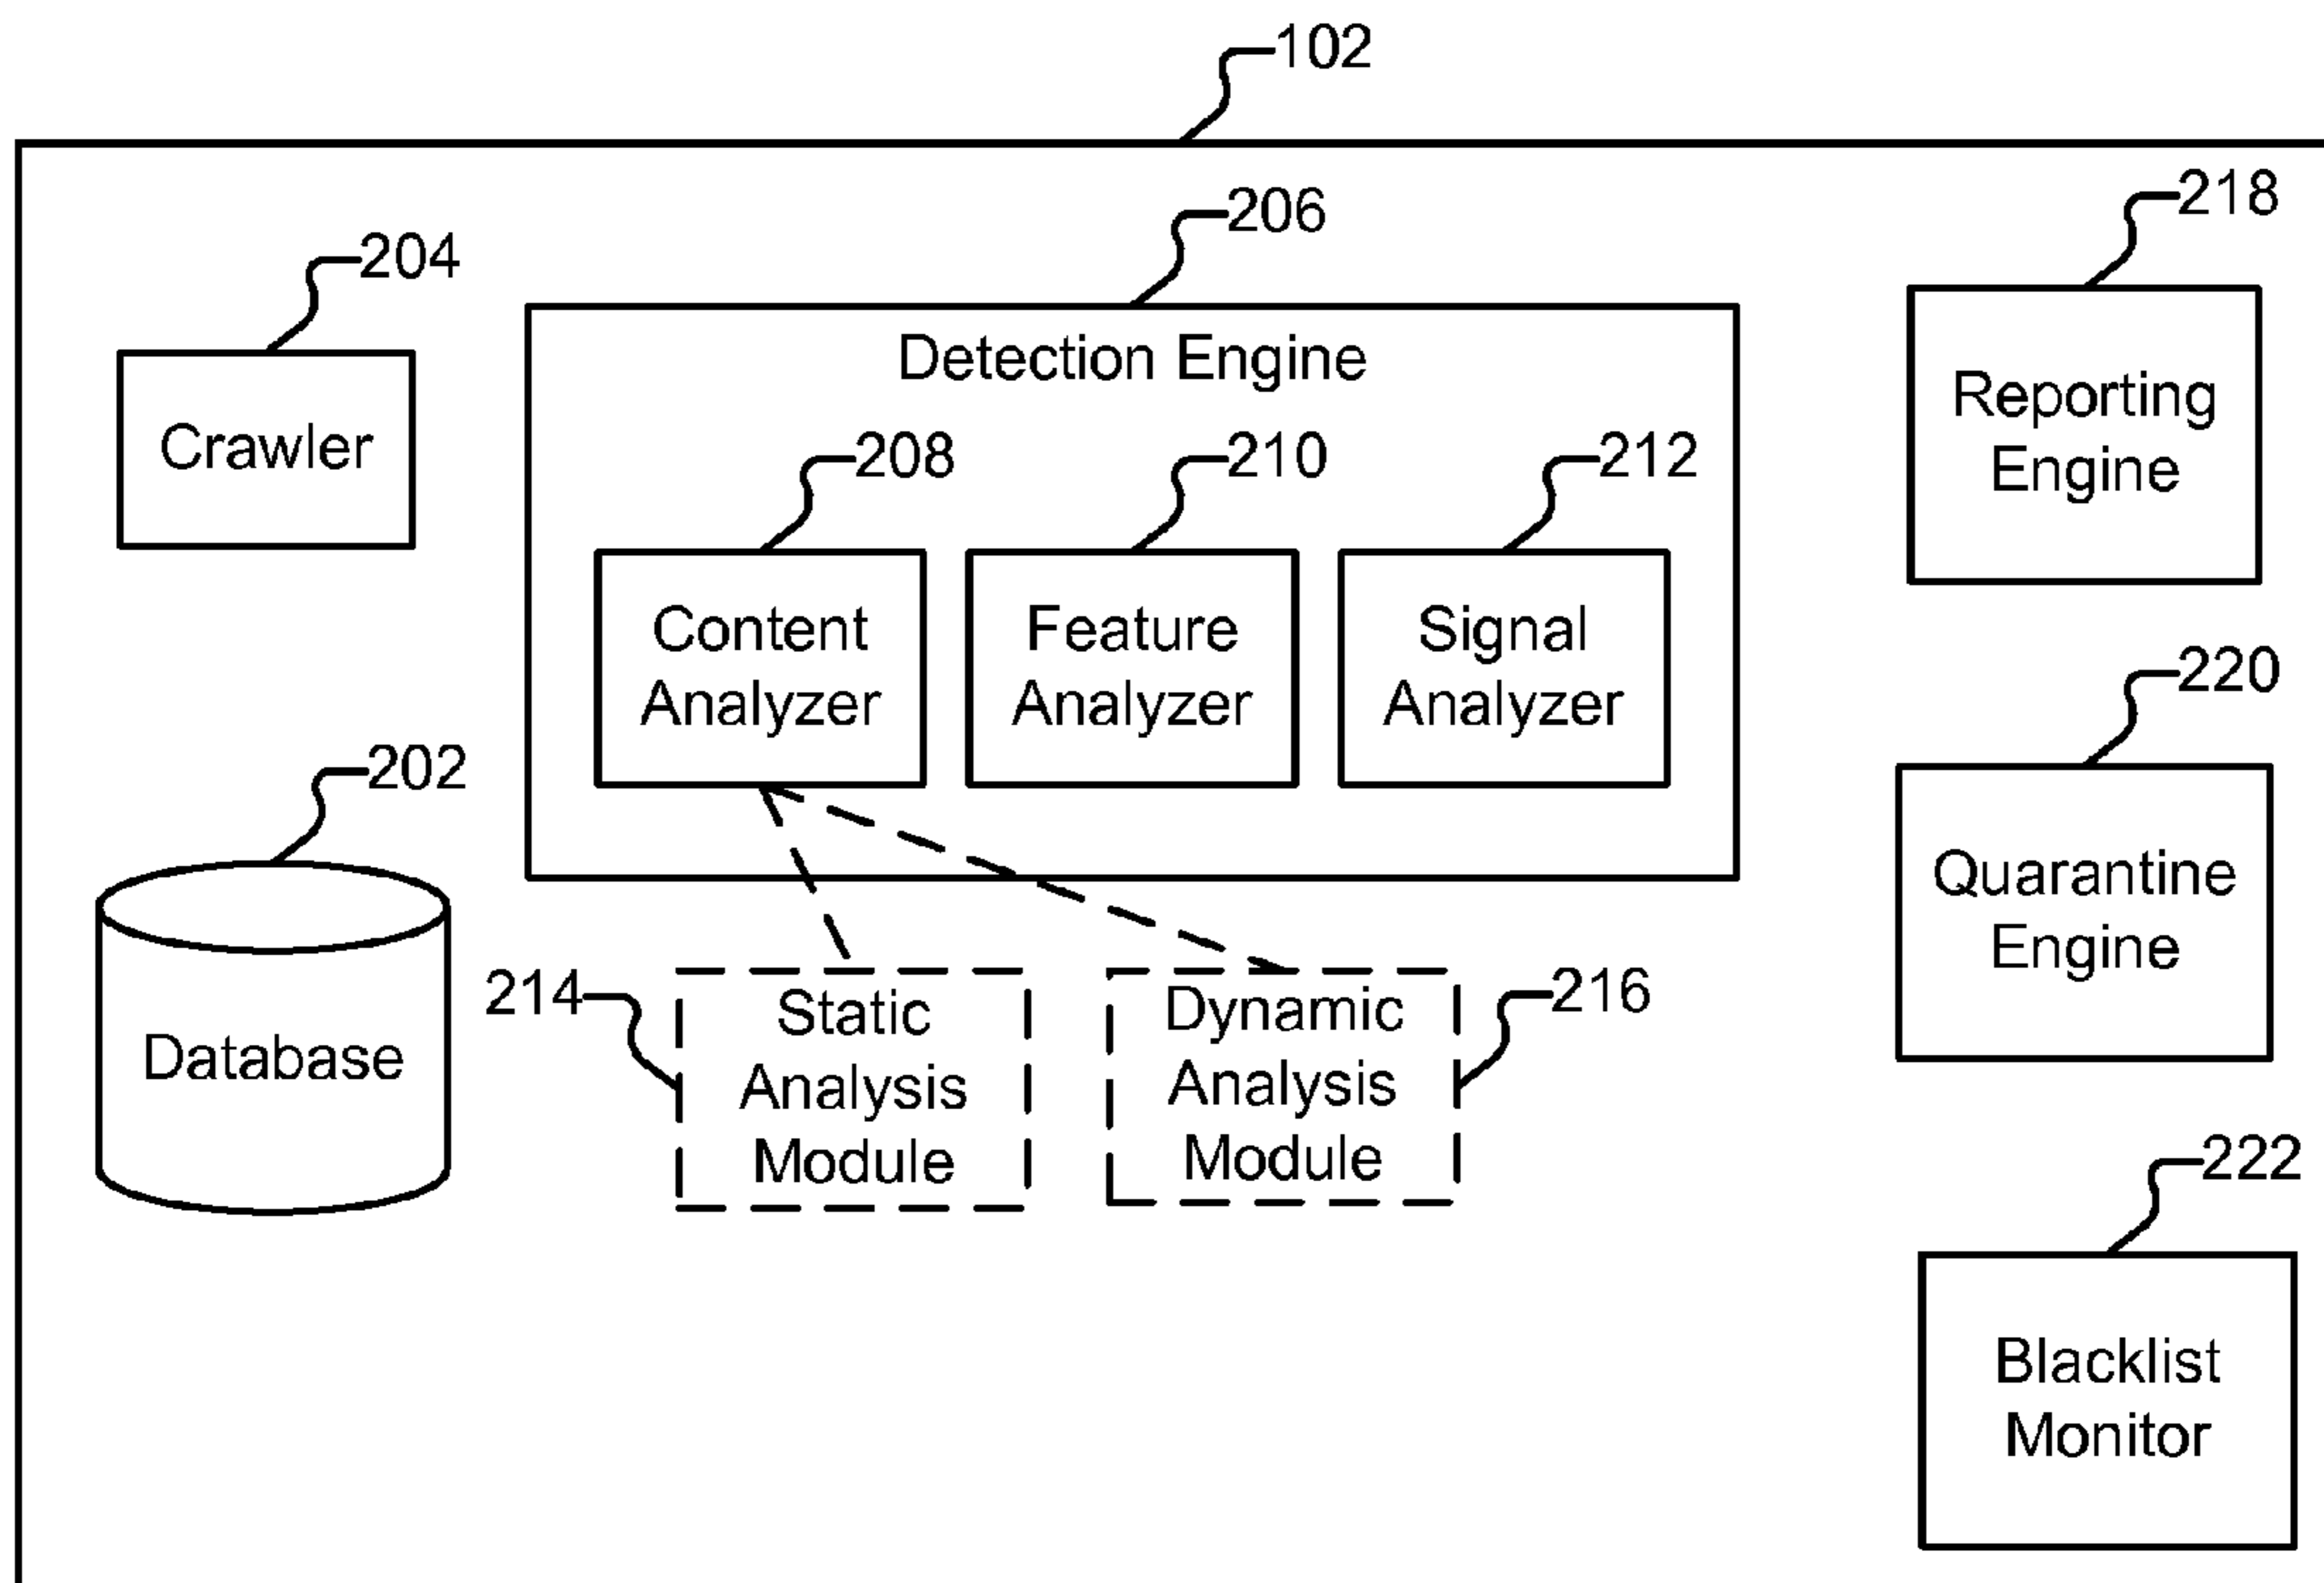 102
206
218
204
Detection Engine
Reporting
Engine
Crawler
208
210
212
Content
Analyzer
Feature
Analyzer
Signal
Analyzer
220
202
Quarantine
Engine
214
Static
Analysis
Module
Dynamic
Analysis
Module
216
Database
222
Blacklist
Monitor